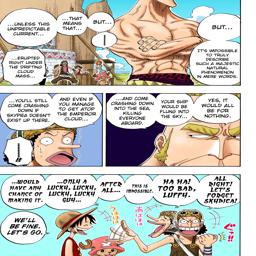 BUT...
BUT...
...THAT
MEANS
THAT...
...UNLESS THIS
UNPREDICTABLE
CURRENT...
IT'S
IMPOSSIBLE TO
TRULY
DESCRIBE
SUCH A MAJESTIC
NATURAL
PHENOMENON
IN MERE
WORDS.
...ERUPTED
RIGHT UNDER
THE DRIFTING
CLOUD
MASS...
YES, IT
WOULD ALL
BE FOR
NOTHING.
YOUR SHIP
WOULD BE
FLUNG INTO
THE SKY...
...AND COME
CRASHING DOWN
INTO THE
SEA,
KILLING
EVERYONE
ABOARD.
AND EVEN IF
YOU MANAGE
TO GET ATOP
THE EMPEROR
CLOUD...
...YOU'LL STILL
COME CRASHING
DOWN IF
SKYPIEA DOESN'T
EXIST UP THERE.
ALL
RIGHT!
LET'S
FORGET
SKYPIEA!
HA HA!
TOO BAD,
LUFFY.
THIS IS
IMPOSSIBLE.
AFTER
ALL...
...ONLY A
LUCKY,
LUCKY, LUCKY,
LUCKY, LUCKY
GUY...
...WOULD
HAVE ANY
CHANCE OF
MAKING IT.
WE'LL
BE FINE.
LET'S GO.